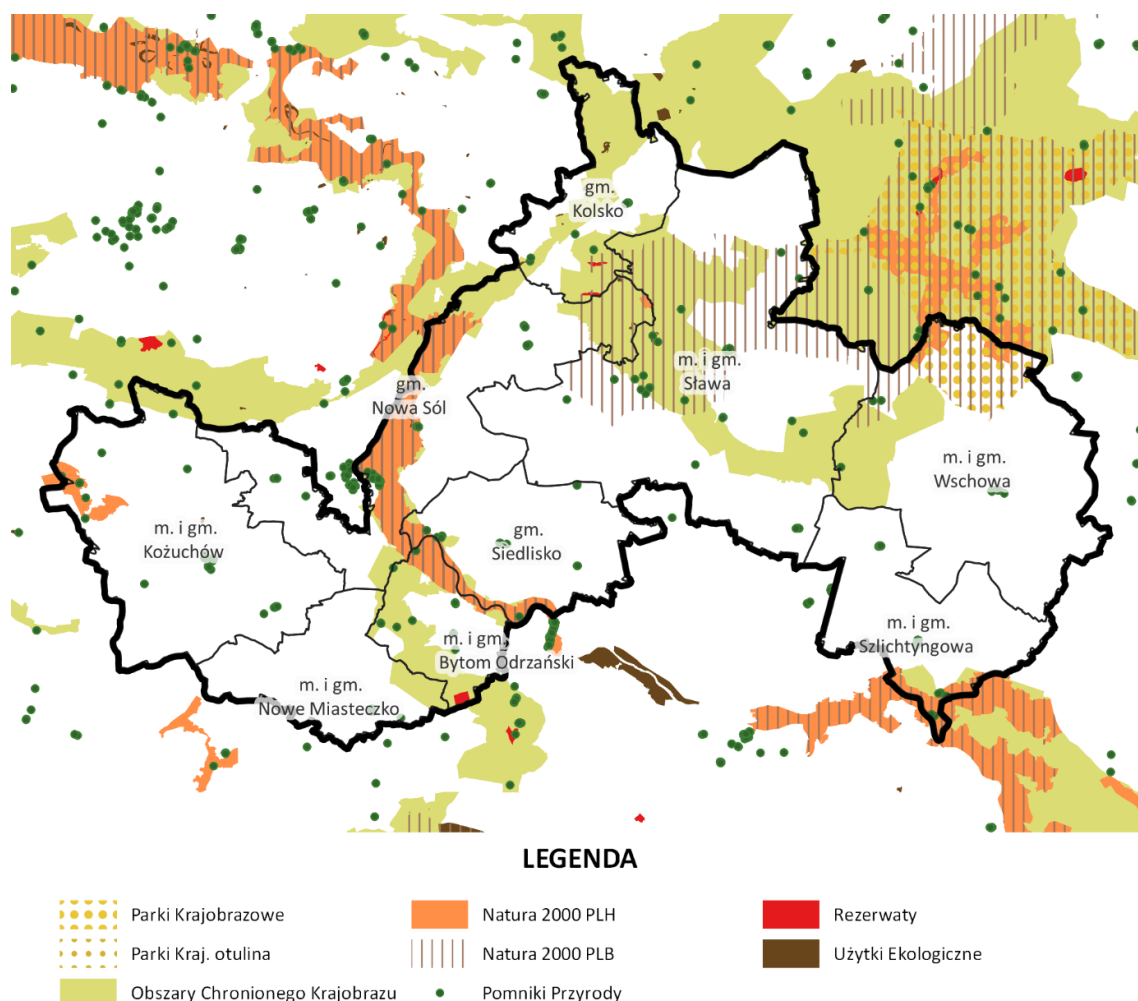 gm.
Kolsko
m. i gm.
Sława
gm.
Nowa Sól
m. i gm.
Wschowa
m. i gm.
Kożuchów
gm.
Siedlisko
m. i gm.
Bytom Odrzański
m. i gm.
Szlichtyngowa
m. i gm.
Nowe Miasteczko
LEGENDA
Parki Krajobrazowe
Natura 2000 PLH
Rezerwaty
Parki Kraj. otulina
Natura 2000 PLB
Użytki Ekologiczne
Obszary Chronionego Krajobrazu
Pomniki Przyrody